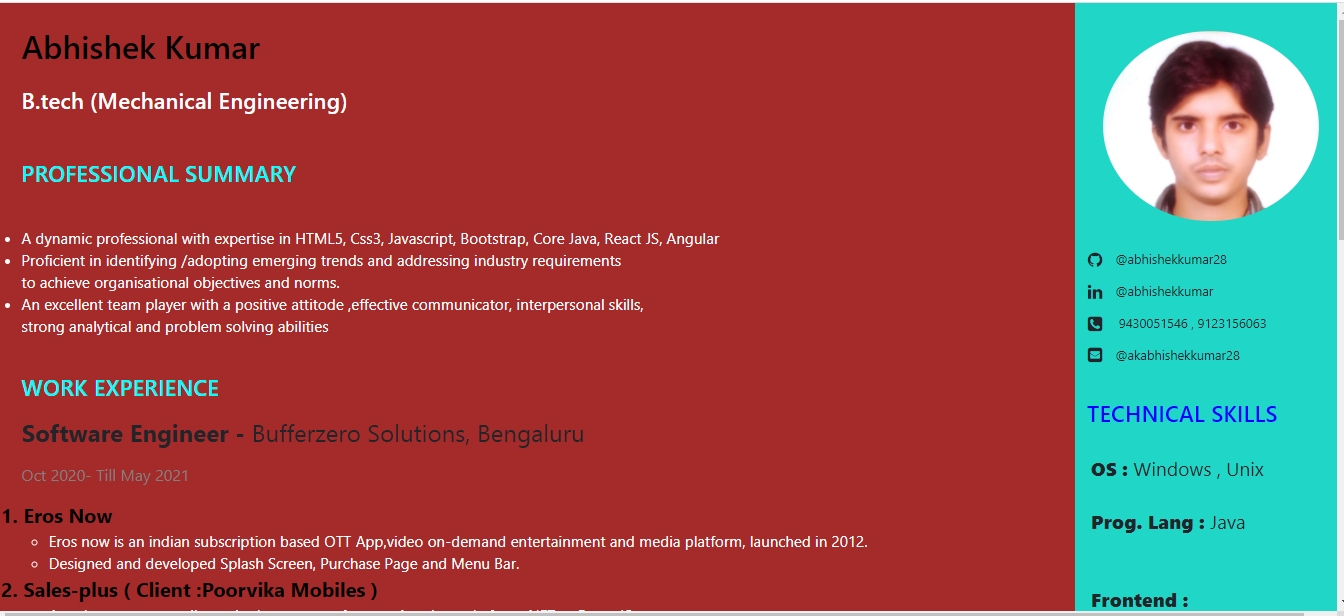 Abhishek Kumar
B.tech (Mechanical Engineering)
PROFESSIONAL SUMMARY
• A dynamic professional with expertise in HTML5, Css3, Javascript, Bootstrap, Core Java, React JS, Angular
• Proficient in identifying /adopting emerging trends and addressing industry requirements
to achieve organisational objectives and norms.
• An excellent team player with a positive attitode ,effective communicator, interpersonal skills,
strong analytical and problem solving abilities
WORK EXPERIENCE
Software Engineer - Bufferzero Solutions, Bengaluru
Oct 2020- Till May 2021
1. Eros Now
◦ Eros now is an indian subscription based OTT App,video on-demand entertainment and media platform, launched in 2012.
◦ Designed and developed Splash Screen, Purchase Page and Menu Bar.
2. Sales-plus ( Client :Poorvika Mobiles )
@abhishekkumar28
@abhishekkumar
9430051546 , 9123156063
@akabhishekkumar28
TECHNICAL SKILLS
OS : Windows , Unix
Prog. Lang : Java
Frontend :